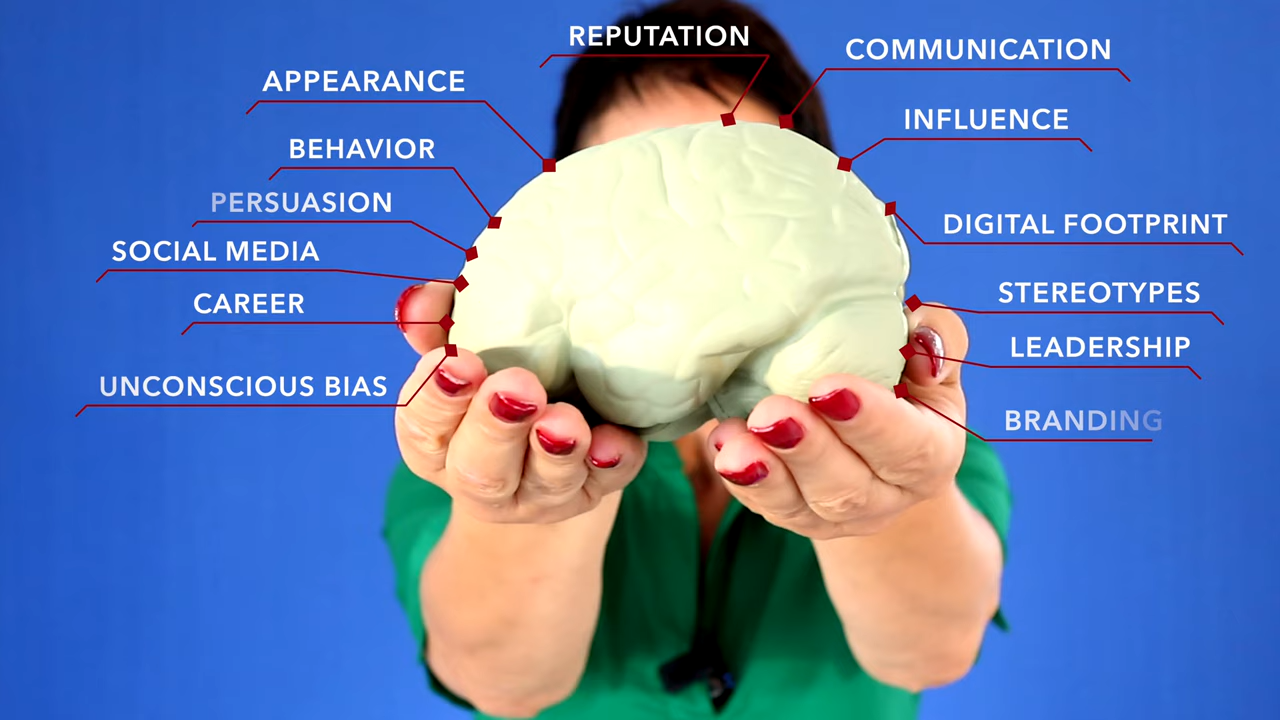 REPUTATION
COMMUNICATION
APPEARANCE
INFLUENCE
BEHAVIOR
PERSUASION
DIGITAL FOOTPRINT
SOCIAL MEDIA
STEREOTYPES
CAREER
LEADERSHIP
UNCONSCIOUS BIAS
BRANDING